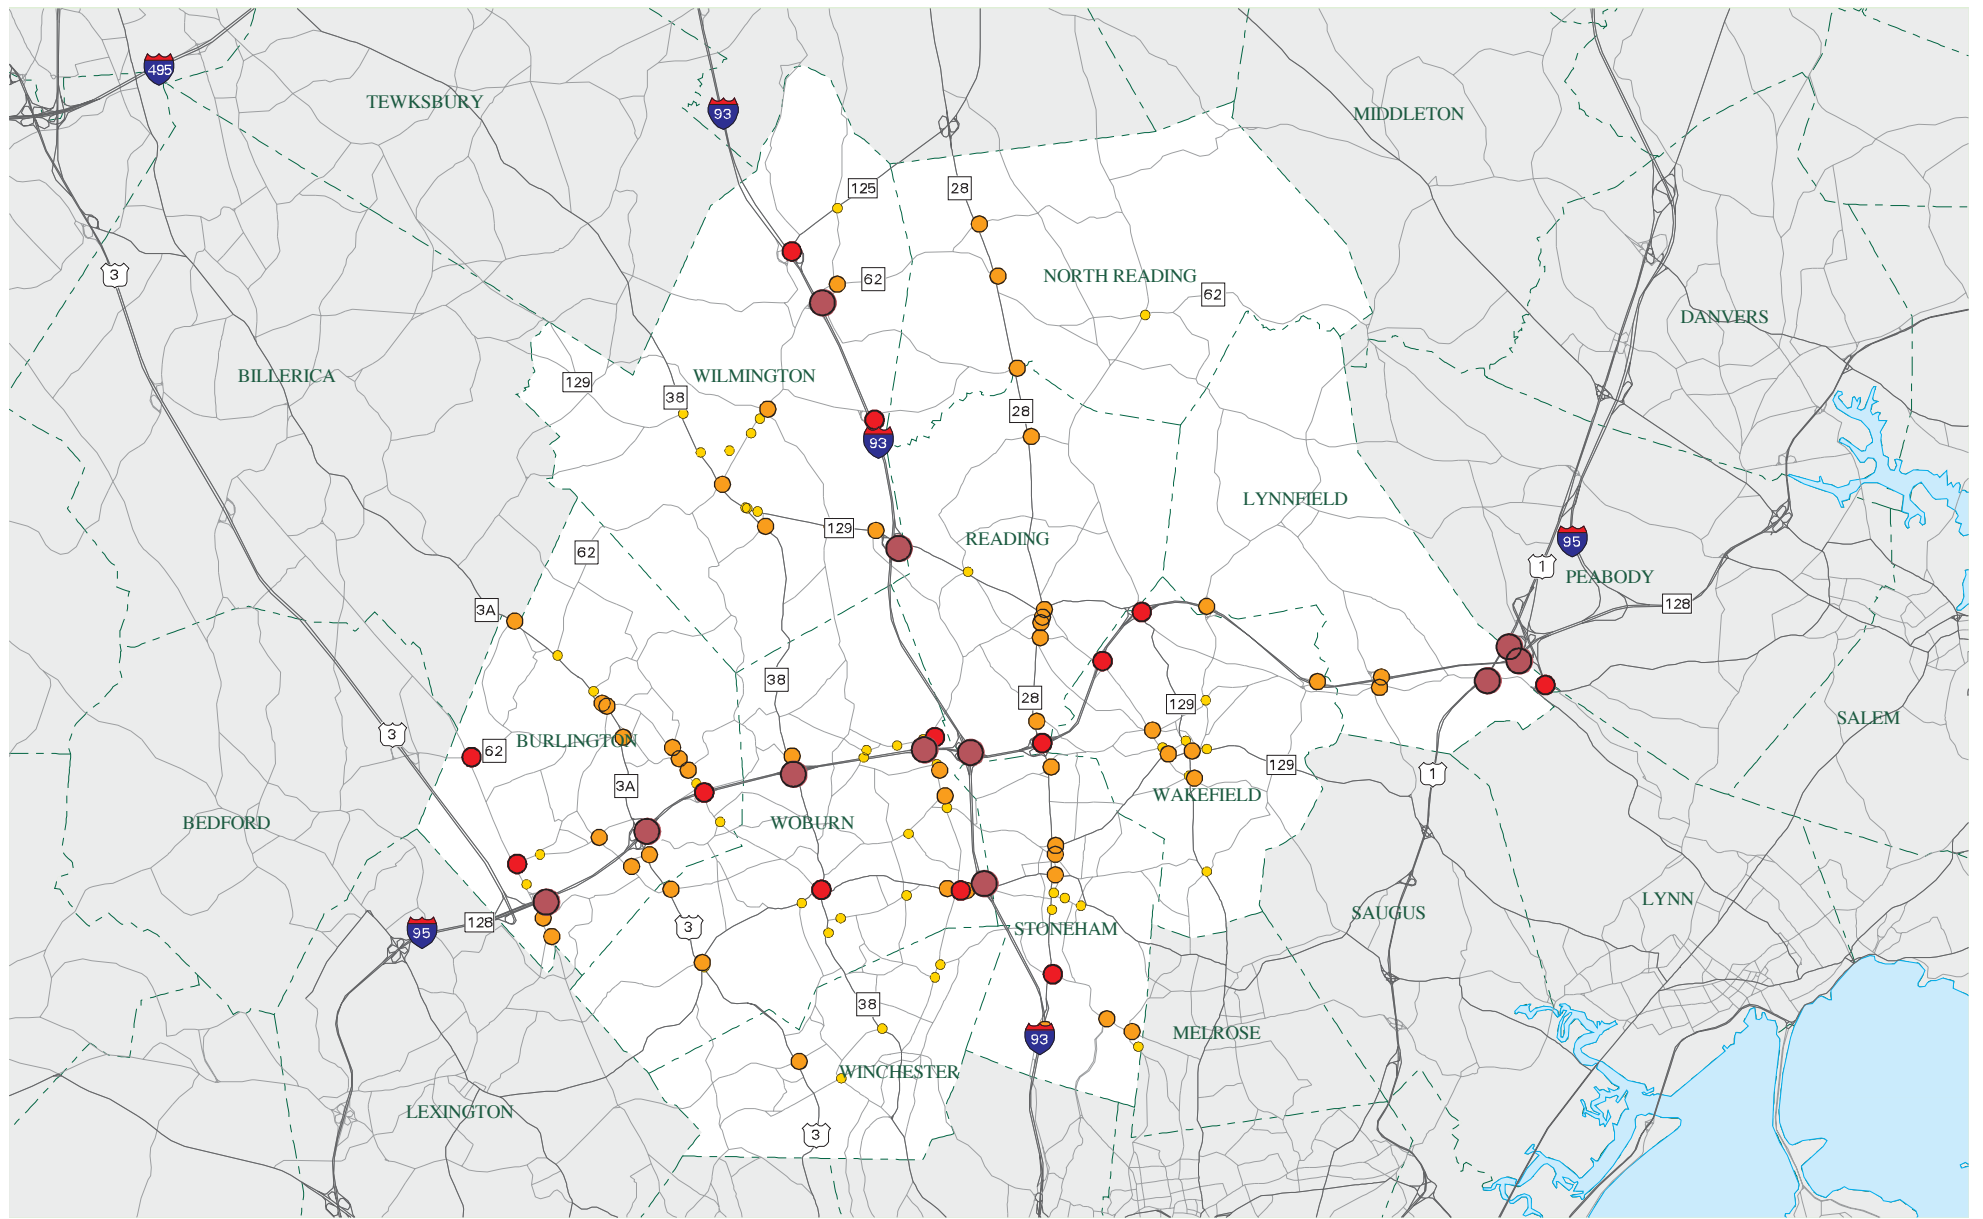 495
TEWKSBURY
93
MIDDLETON
125
28
3
62
NORTH READING
62
DANVERS
BILLERICA
129
38
WILMINGTON
28
93
LYNNFIELD
129
READING
95
62
1
PEABODY
3A
128
38
28
129
SALEM
3
62
BURLINGTON
129
1
3A
WAKEFIELD
BEDFORD
WOBURN
LYNN
SAUGUS
128
95
3
STONEHAM
38
93
MELROSE
WINCHESTER
LEXINGTON
3